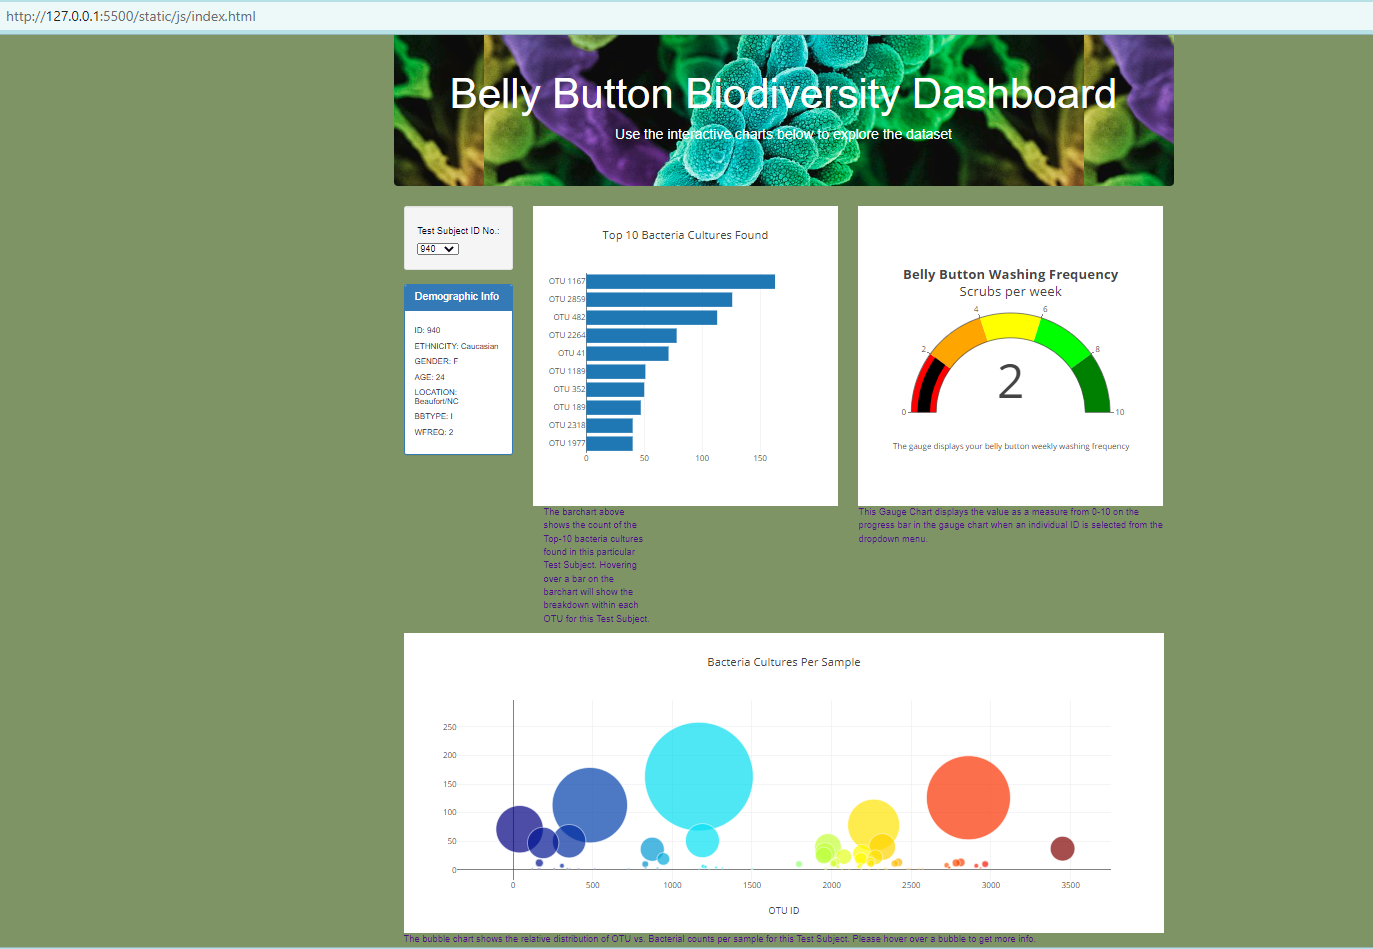 http://127.0.0.1:5500/static/js/index.html
Belly Button Biodiversity Dashboard
Use the interactive charts below to explore the dataset
Test Subject ID No.:
940
Demographic Info
ID: 940
ETHNICITY: Caucasian
GENDER: F
AGE: 24
LOCATION:
Beaufort/NC
BBTYPE: I
WFREQ: 2
Top 10 Bacteria Cultures Found
OTU 1167
OTU 2859
OTU 482
OTU 2264
OTU 41
OTU 1189
OTU 352
OTU 189
OTU 2318
OTU 1977
0 50 100 150
The barchart above
shows the count of the
Top-10 bacteria cultures
found in this particular
Test Subject. Hovering
over a bar on the
barchart will show the
breakdown within each
OTU for this Test Subject.
Belly Button Washing Frequency
Scrubs per week
4 6
2 8
2
0 10
The gauge displays your belly button weekly washing frequency
This Gauge Chart displays the value as a measure from 0-10 on the
progress bar in the gauge chart when an individual ID is selected from the
dropdown menu.
Bacteria Cultures Per Sample
250
200
150
100
50
0
0 500 1000 1500 2000 2500 3000 3500
OTU ID
The bubble chart shows the relative distribution of OTU vs. Bacterial counts per sample for this Test Subject. Please hover over a bubble to get more info.